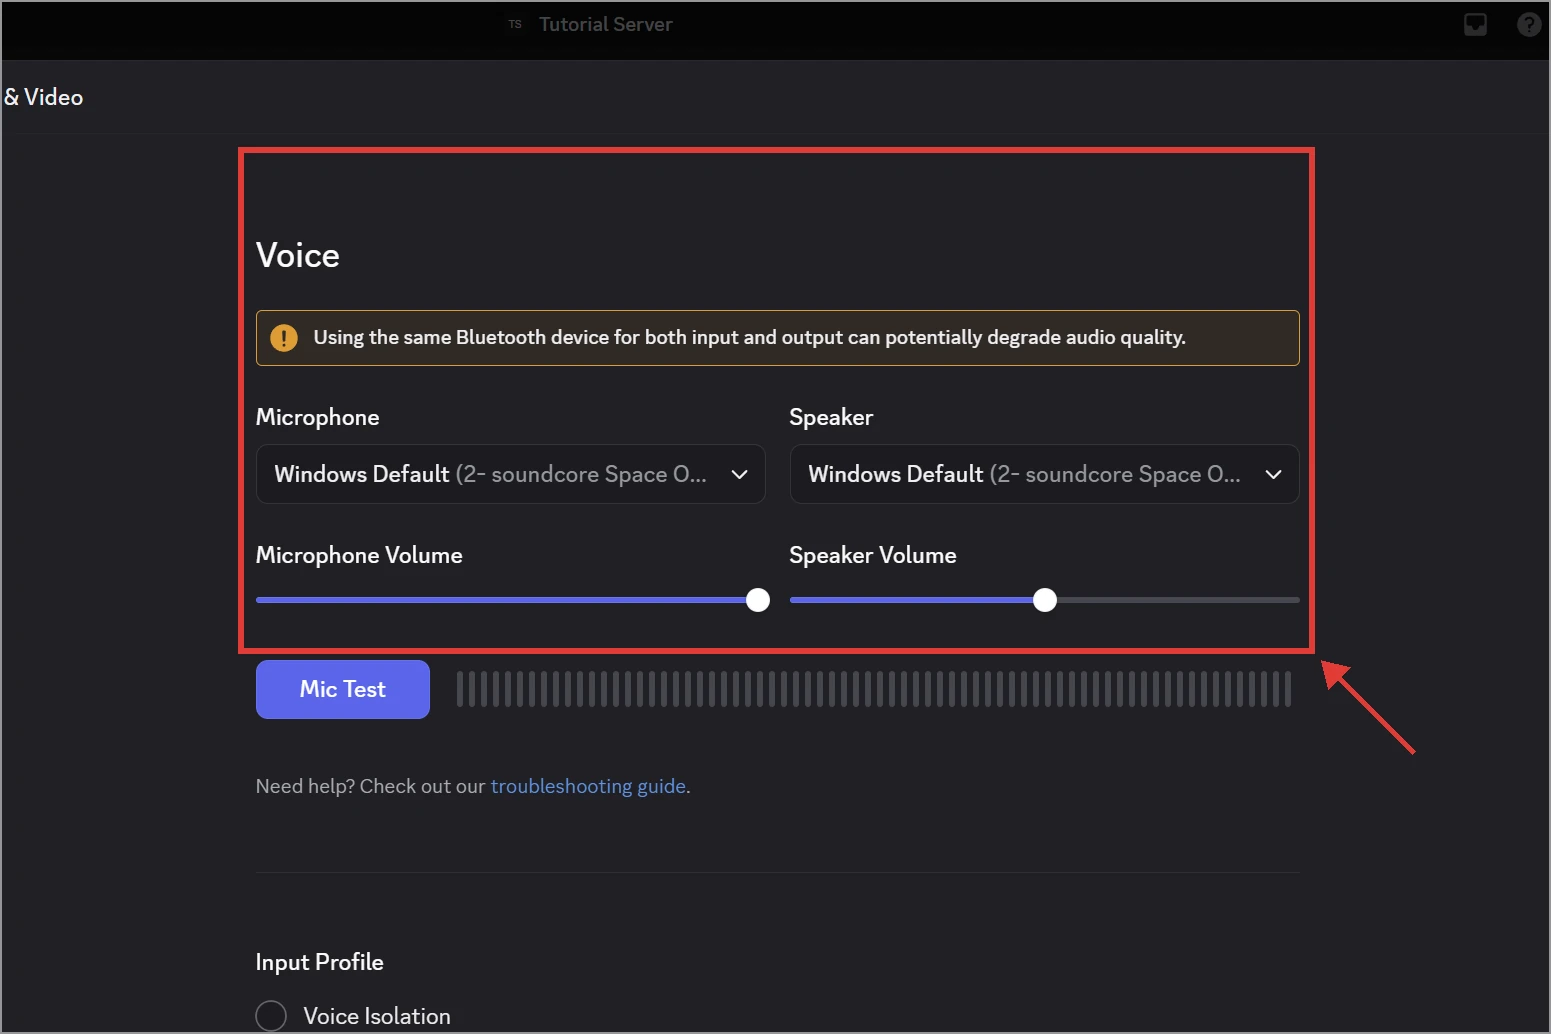 TS Tutorial Server
& Video
Voice
Using the same Bluetooth device for both input and output can potentially degrade audio quality.
Microphone
Speaker
Windows Default (2- soundcore Space O...
Windows Default (2- soundcore Space O...
Microphone Volume
Speaker Volume
Mic Test
Need help? Check out our troubleshooting guide.
Input Profile
Voice Isolation